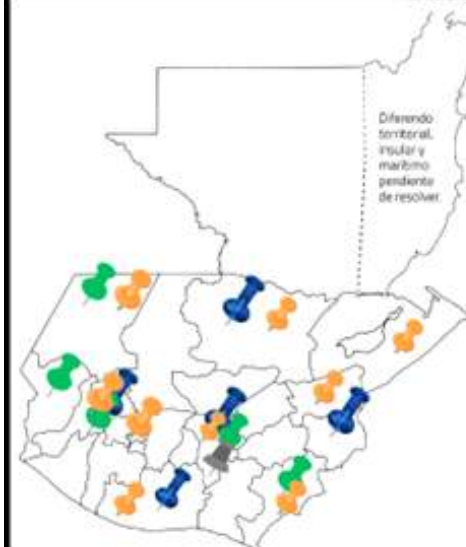 Diferendo
territorial,
insular y
marítimo
pendiente
de resolver.